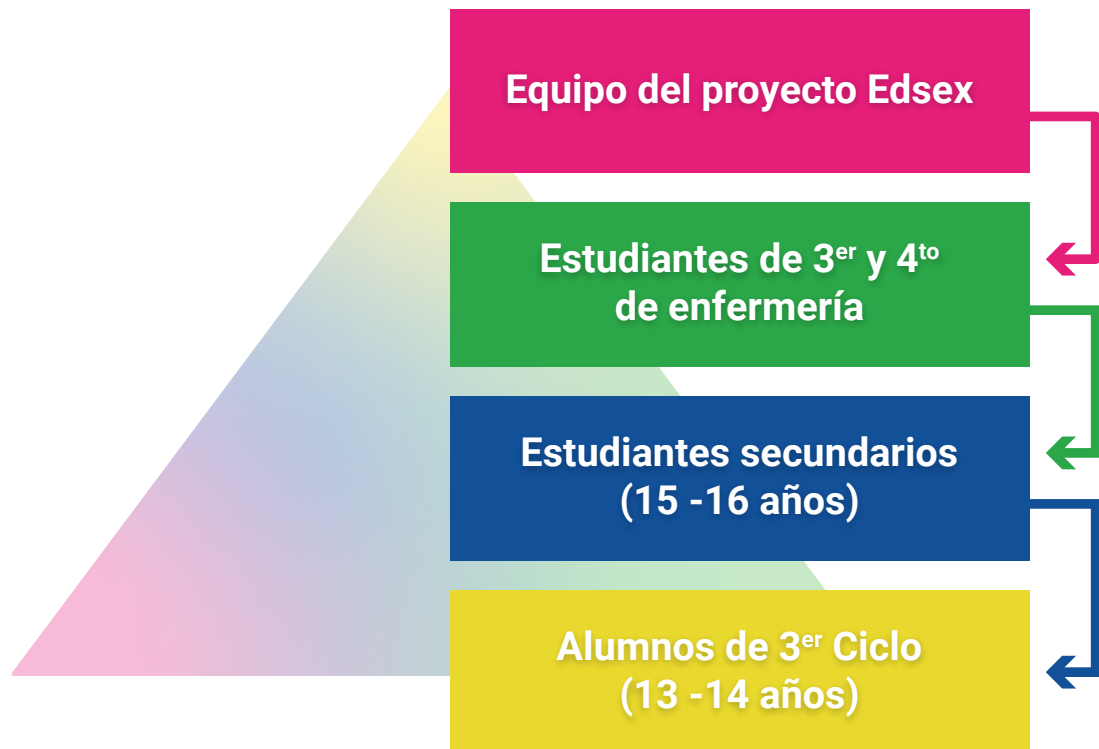 Equipo del proyecto Edsex
Estudiantes de 3er y 4to
de enfermería
Estudiantes secundarios
(15 -16 años)
Alumnos de 3er Ciclo
(13 -14 años)